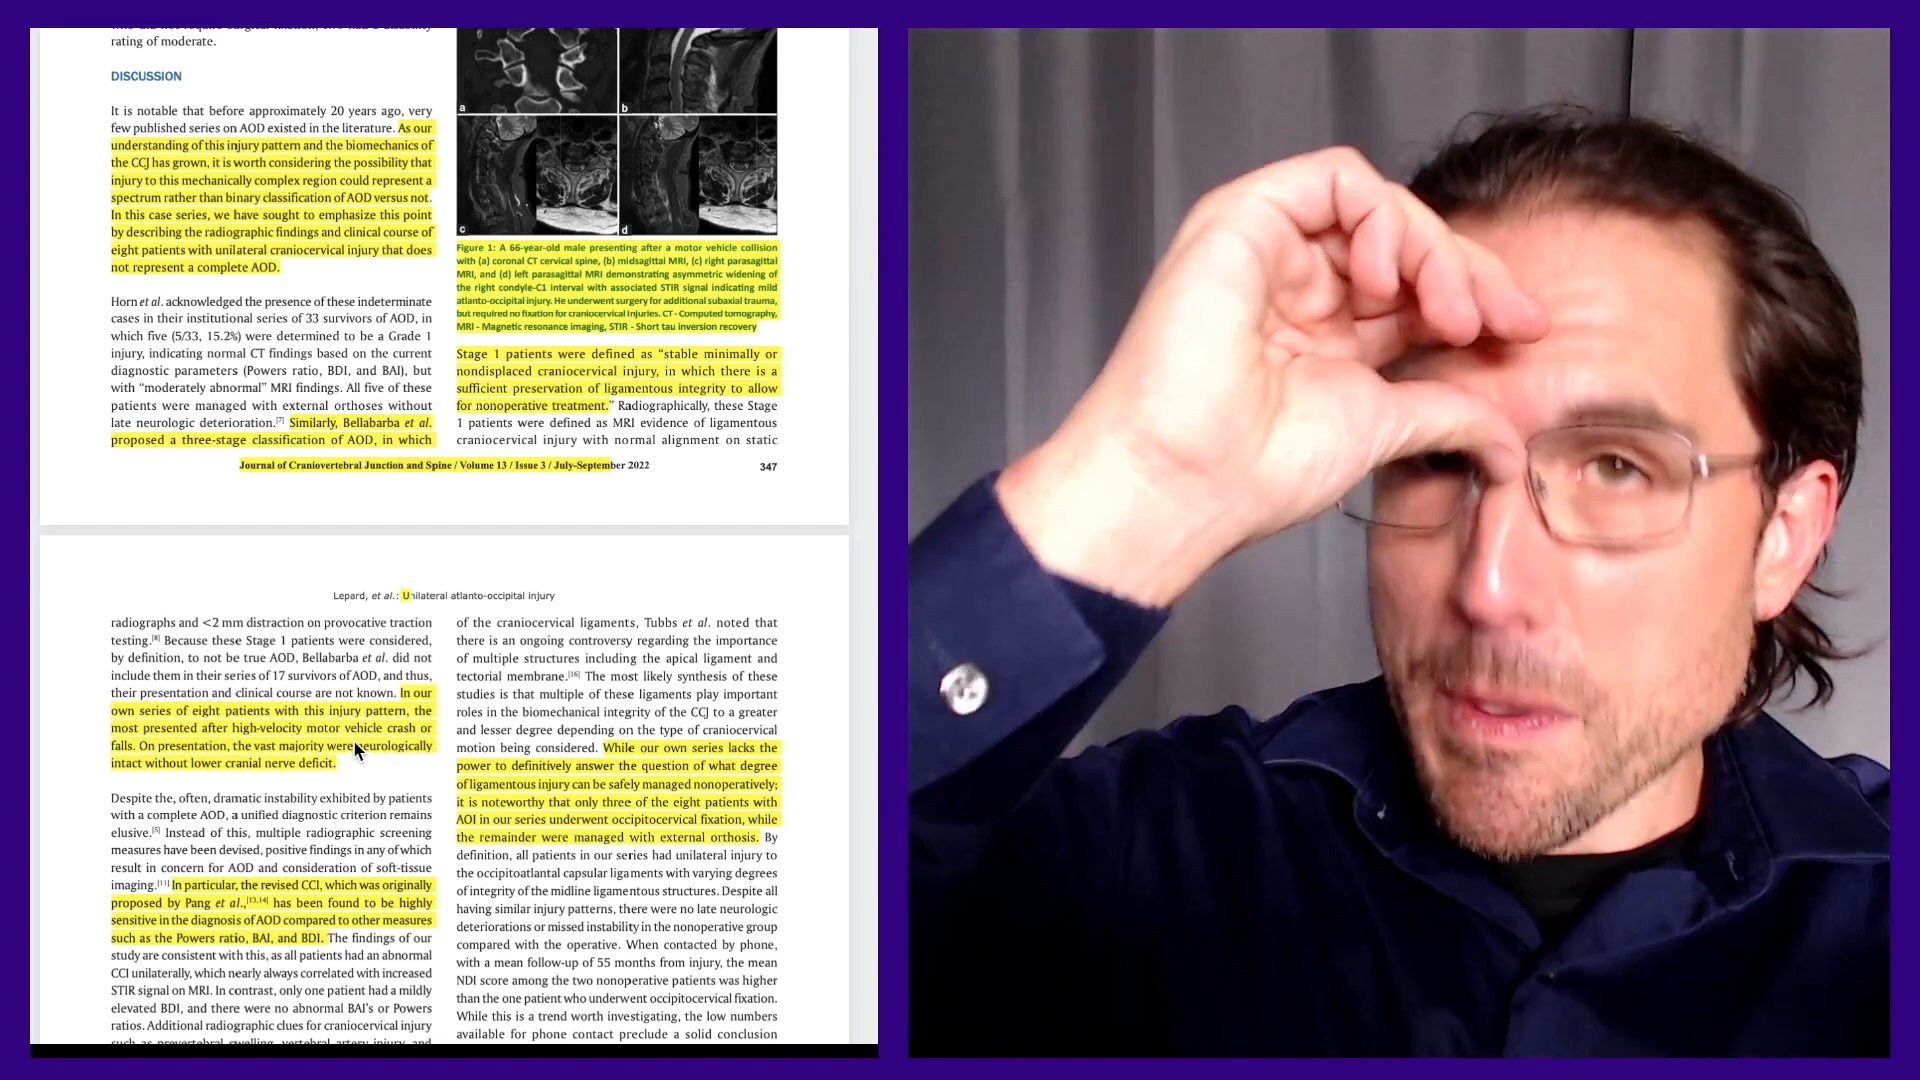 rating of moderate.
DISCUSSION
It is notable that before approximately 20 years ago, very
few published series on AOD existed in the literature. As our
understanding of this injury pattern and the biomechanics of
the CCJ has grown, it is worth considering the possibility that
injury to this mechanically complex region could represent a
spectrum rather than binary classification of AOD versus not.
In this case series, we have sought to emphasize this point
by describing the radiographic findings and clinical course of
eight patients with unilateral craniocervical injury that does
not represent a complete AOD.
Horn et al. acknowledged the presence of these indeterminate
cases in their institutional series of 33 survivors of AOD, in
which five (5/33, 15.2%) were determined to be a Grade 1
injury, indicating normal CT findings based on the current
diagnostic parameters (Powers ratio, BDI, and BAI), but
with “moderately abnormal” MRI findings. All five of these
patients were managed with external orthoses without
late neurologic deterioration.[7] Similarly, Bellabarba et al.
proposed a three-stage classification of AOD, in which
a
b
c
d
Figure 1: A 66-year-old male presenting after a motor vehicle collision
with (a) coronal CT cervical spine, (b) midsagittal MRI, (c) right parasagittal
MRI, and (d) left parasagittal MRI demonstrating asymmetric widening of
the right condyle-C1 interval with associated STIR signal indicating mild
atlanto-occipital injury. He underwent surgery for additional subaxial trauma,
but required no fixation for craniocervical injuries. CT - Computed tomography,
MRI - Magnetic resonance imaging, STIR - Short tau inversion recovery
Stage 1 patients were defined as “stable minimally or
nondisplaced craniocervical injury, in which there is a
sufficient preservation of ligamentous integrity to allow
for nonoperative treatment.” Radiographically, these Stage
1 patients were defined as MRI evidence of ligamentous
craniocervical injury with normal alignment on static
Journal of Craniovertebral Junction and Spine / Volume 13 / Issue 3 / July-September 2022
347
Lepard, et al.: Unilateral atlanto-occipital injury
radiographs and <2 mm distraction on provocative traction
testing.[8] Because these Stage 1 patients were considered,
by definition, to not be true AOD, Bellabarba et al. did not
include them in their series of 17 survivors of AOD, and thus,
their presentation and clinical course are not known. In our
own series of eight patients with this injury pattern, the
most presented after high-velocity motor vehicle crash or
falls. On presentation, the vast majority were neurologically
intact without lower cranial nerve deficit.
Despite the, often, dramatic instability exhibited by patients
with a complete AOD, a unified diagnostic criterion remains
elusive.[5] Instead of this, multiple radiographic screening
measures have been devised, positive findings in any of which
result in concern for AOD and consideration of soft-tissue
imaging.[11] In particular, the revised CCI, which was originally
proposed by Pang et al.,[13,14] has been found to be highly
sensitive in the diagnosis of AOD compared to other measures
such as the Powers ratio, BAI, and BDI. The findings of our
study are consistent with this, as all patients had an abnormal
CCI unilaterally, which nearly always correlated with increased
STIR signal on MRI. In contrast, only one patient had a mildly
elevated BDI, and there were no abnormal BAI’s or Powers
ratios. Additional radiographic clues for craniocervical injury
such as prevertebral swelling, vertebral artery injury, and
of the craniocervical ligaments, Tubbs et al. noted that
there is an ongoing controversy regarding the importance
of multiple structures including the apical ligament and
tectorial membrane.[16] The most likely synthesis of these
studies is that multiple of these ligaments play important
roles in the biomechanical integrity of the CCJ to a greater
and lesser degree depending on the type of craniocervical
motion being considered. While our own series lacks the
power to definitively answer the question of what degree
of ligamentous injury can be safely managed nonoperatively;
it is noteworthy that only three of the eight patients with
AOI in our series underwent occipitocervical fixation, while
the remainder were managed with external orthosis. By
definition, all patients in our series had unilateral injury to
the occipitoatlantal capsular ligaments with varying degrees
of integrity of the midline ligamentous structures. Despite all
having similar injury patterns, there were no late neurologic
deteriorations or missed instability in the nonoperative group
compared with the operative. When contacted by phone,
with a mean follow-up of 55 months from injury, the mean
NDI score among the two nonoperative patients was higher
than the one patient who underwent occipitocervical fixation.
While this is a trend worth investigating, the low numbers
available for phone contact preclude a solid conclusion